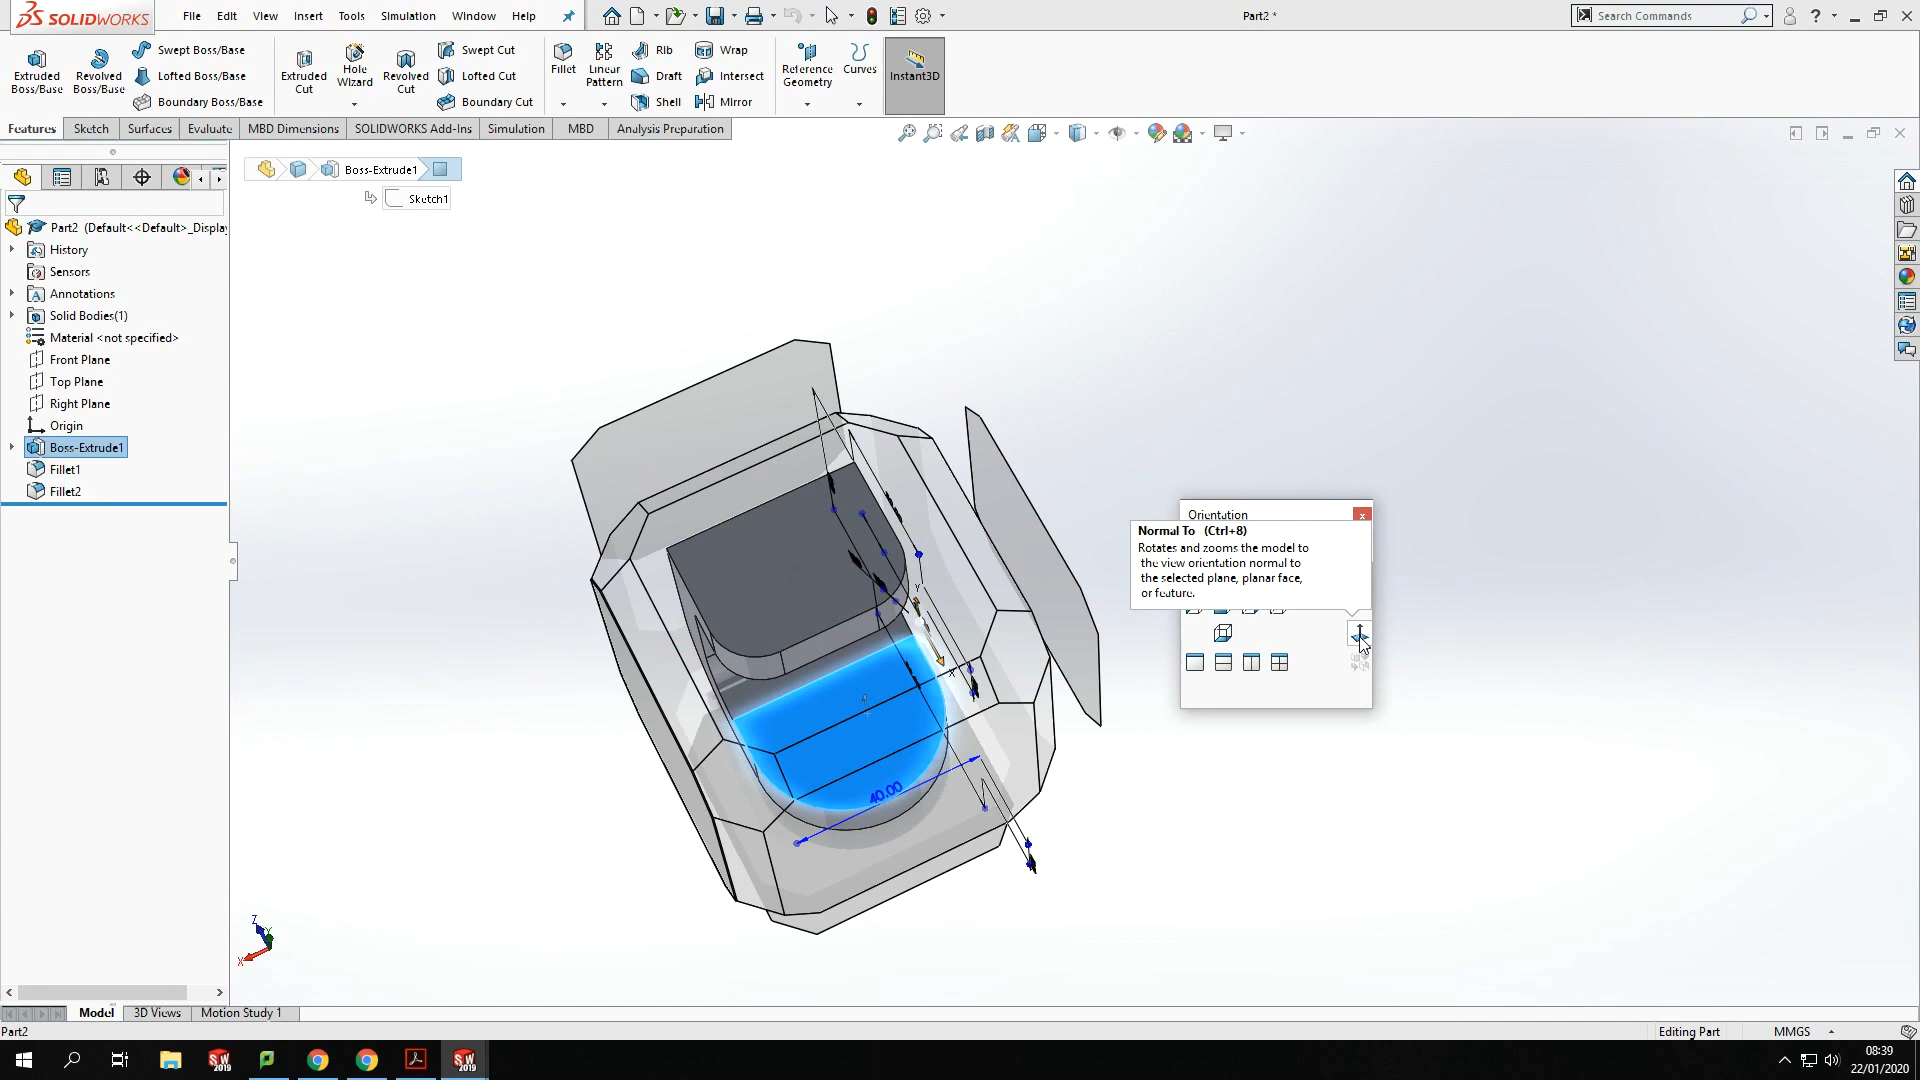 SOLIDWORKS
File Edit View Insert Tools Simulation Window Help
Part2 *
Search Commands
Extruded Boss/Base
Revolved Boss/Base
Swept Boss/Base
Lofted Boss/Base
Boundary Boss/Base
Extruded Cut
Hole Wizard
Revolved Cut
Swept Cut
Lofted Cut
Boundary Cut
Fillet
Linear Pattern
Rib
Draft
Shell
Wrap
Intersect
Mirror
Reference Geometry
Curves
Instant3D
Features Sketch Surfaces Evaluate MBD Dimensions SOLIDWORKS Add-Ins Simulation MBD Analysis Preparation
Boss-Extrude1
Sketch1
Part2 (Default<<Default>_Displa
History
Sensors
Annotations
Solid Bodies(1)
Material <not specified>
Front Plane
Top Plane
Right Plane
Origin
Boss-Extrude1
Fillet1
Fillet2
Orientation
Normal To (Ctrl+8)
Rotates and zooms the model to
the view orientation normal to
the selected plane, planar face,
or feature.
Y
X
40.00
Z
Y
X
Model 3D Views Motion Study 1
Part2
Editing Part
MMGS
SW 2019
SW 2019
08:39
22/01/2020